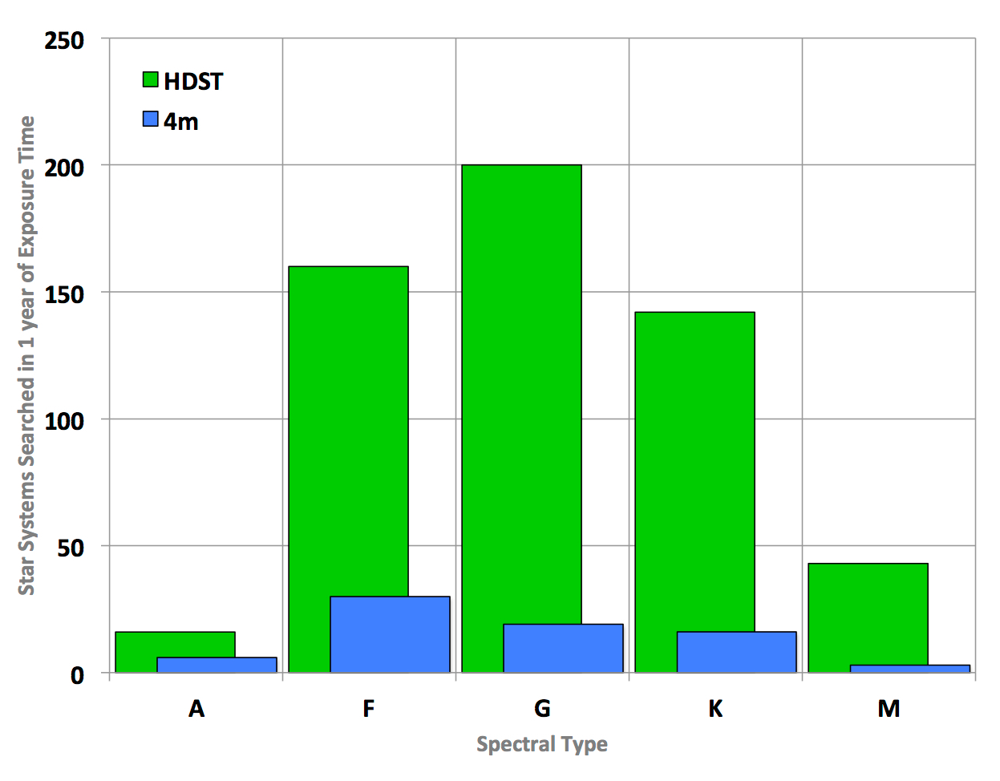 250
HDST
4m
200
150
100
50
0
Star Systems Searched in 1 year of Exposure Time
A F G K M
Spectral Type